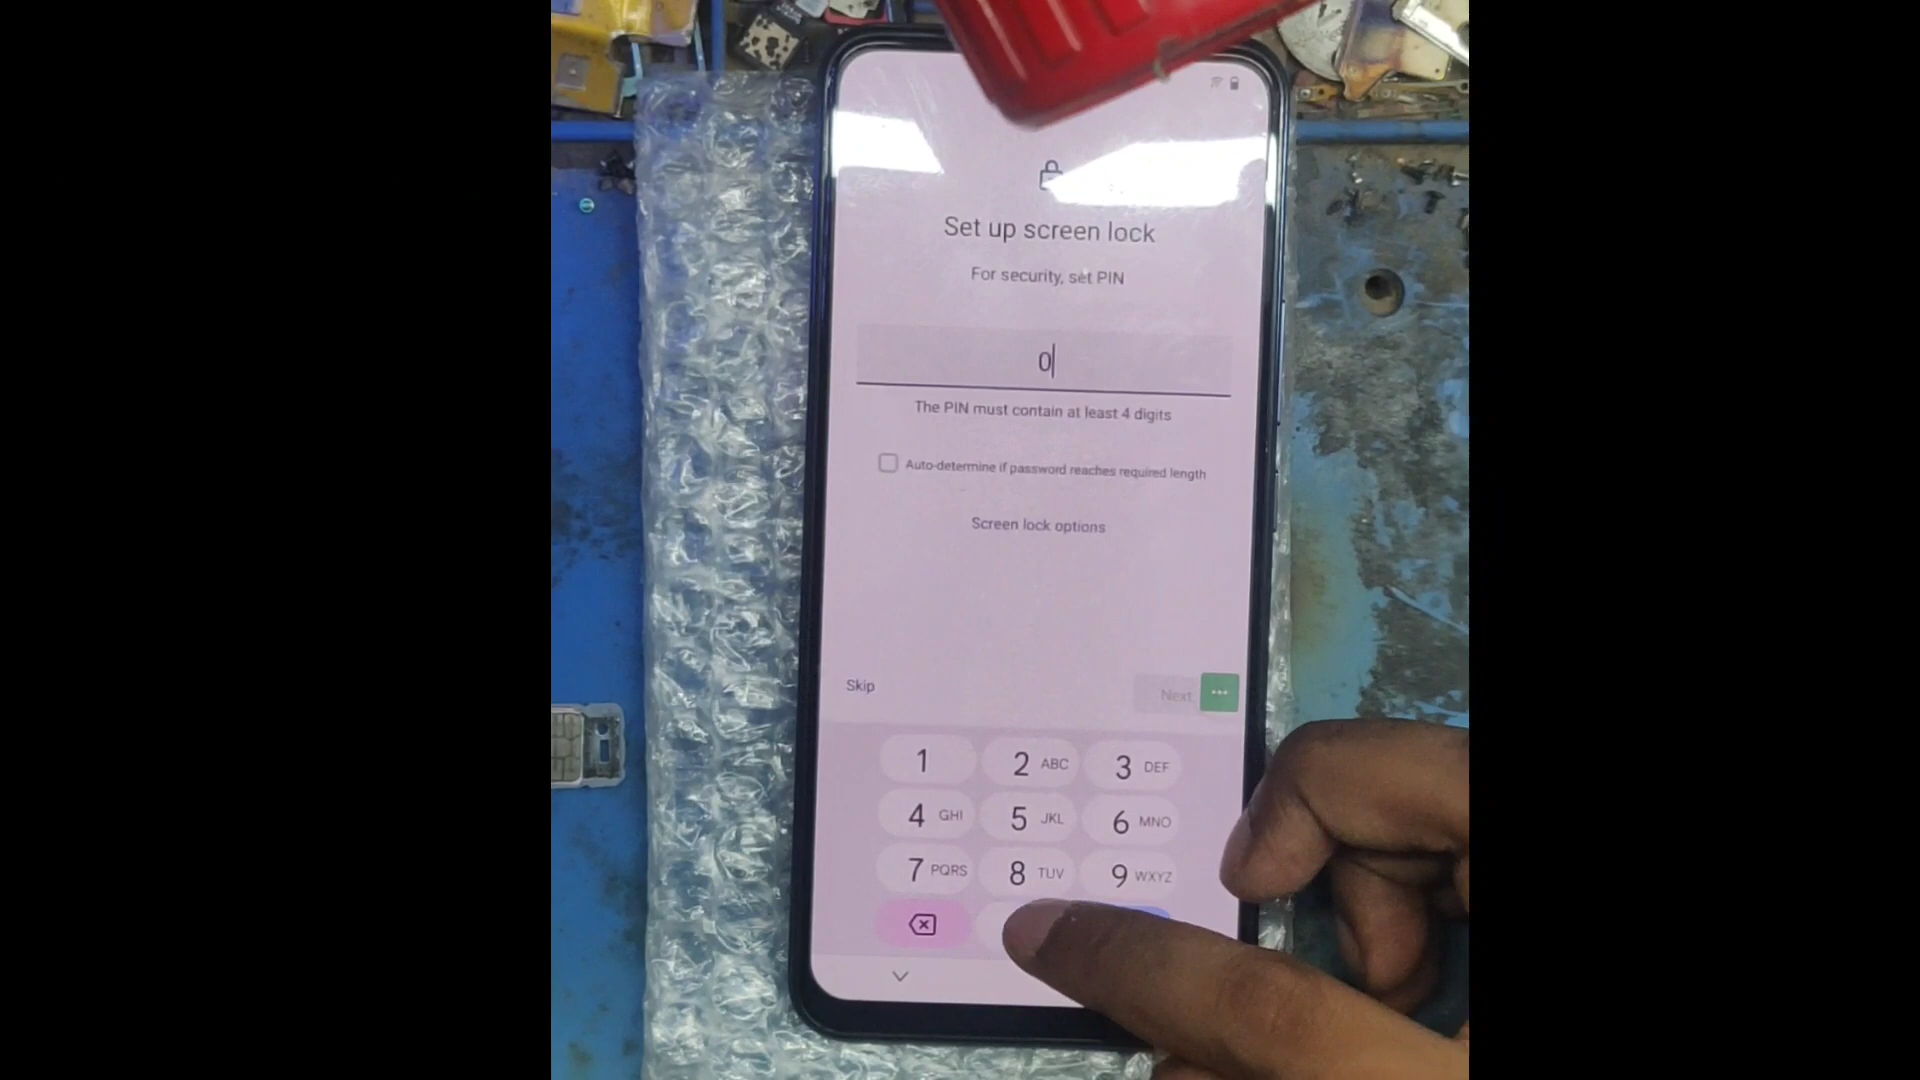 Set up screen lock
For security, set PIN
0
The PIN must contain at least 4 digits
Auto-determine if password reaches required length
Screen lock options
Skip
Next
1
2 ABC
3 DEF
4 GHI
5 JKL
6 MNO
7 PQRS
8 TUV
9 WXYZ